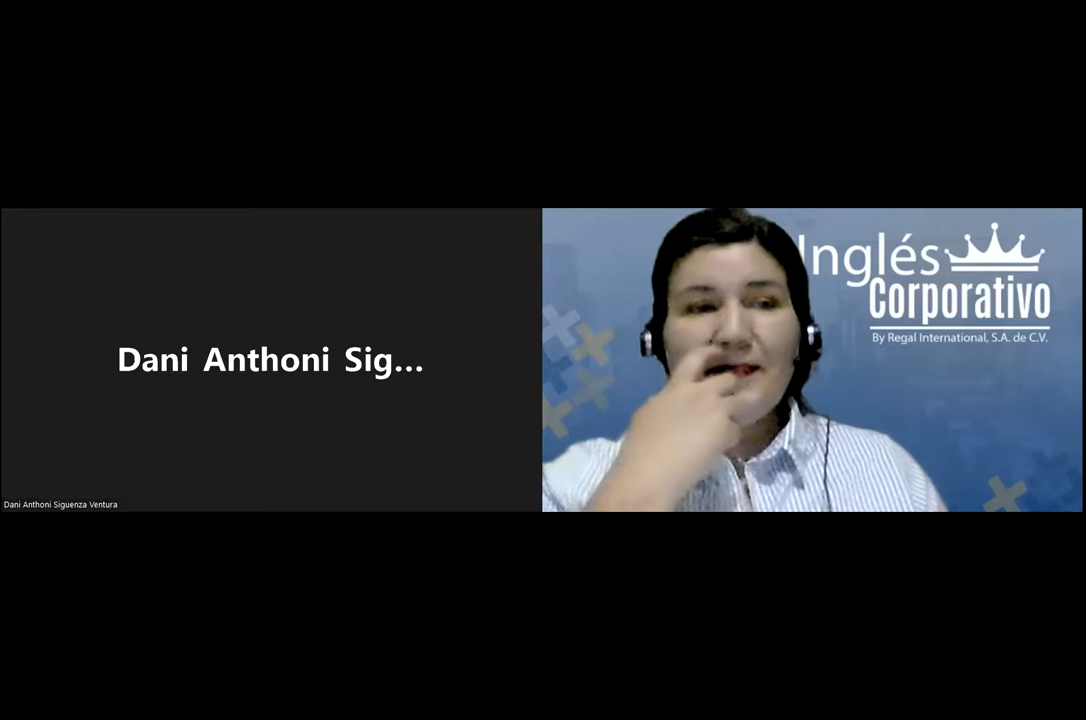 Dani Anthoni Sig...
Dani Anthoni Siguenza Ventura
Inglés
Corporativo
By Regal International, S.A. de C.V.